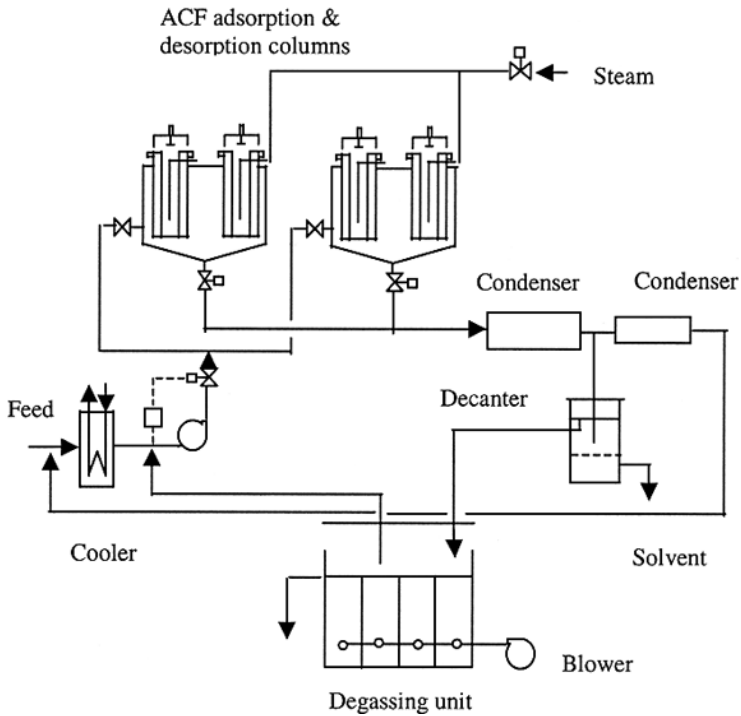 ACF adsorption &
desorption columns
Steam
Condenser
Condenser
Decanter
Feed
Cooler
Solvent
Blower
Degassing unit